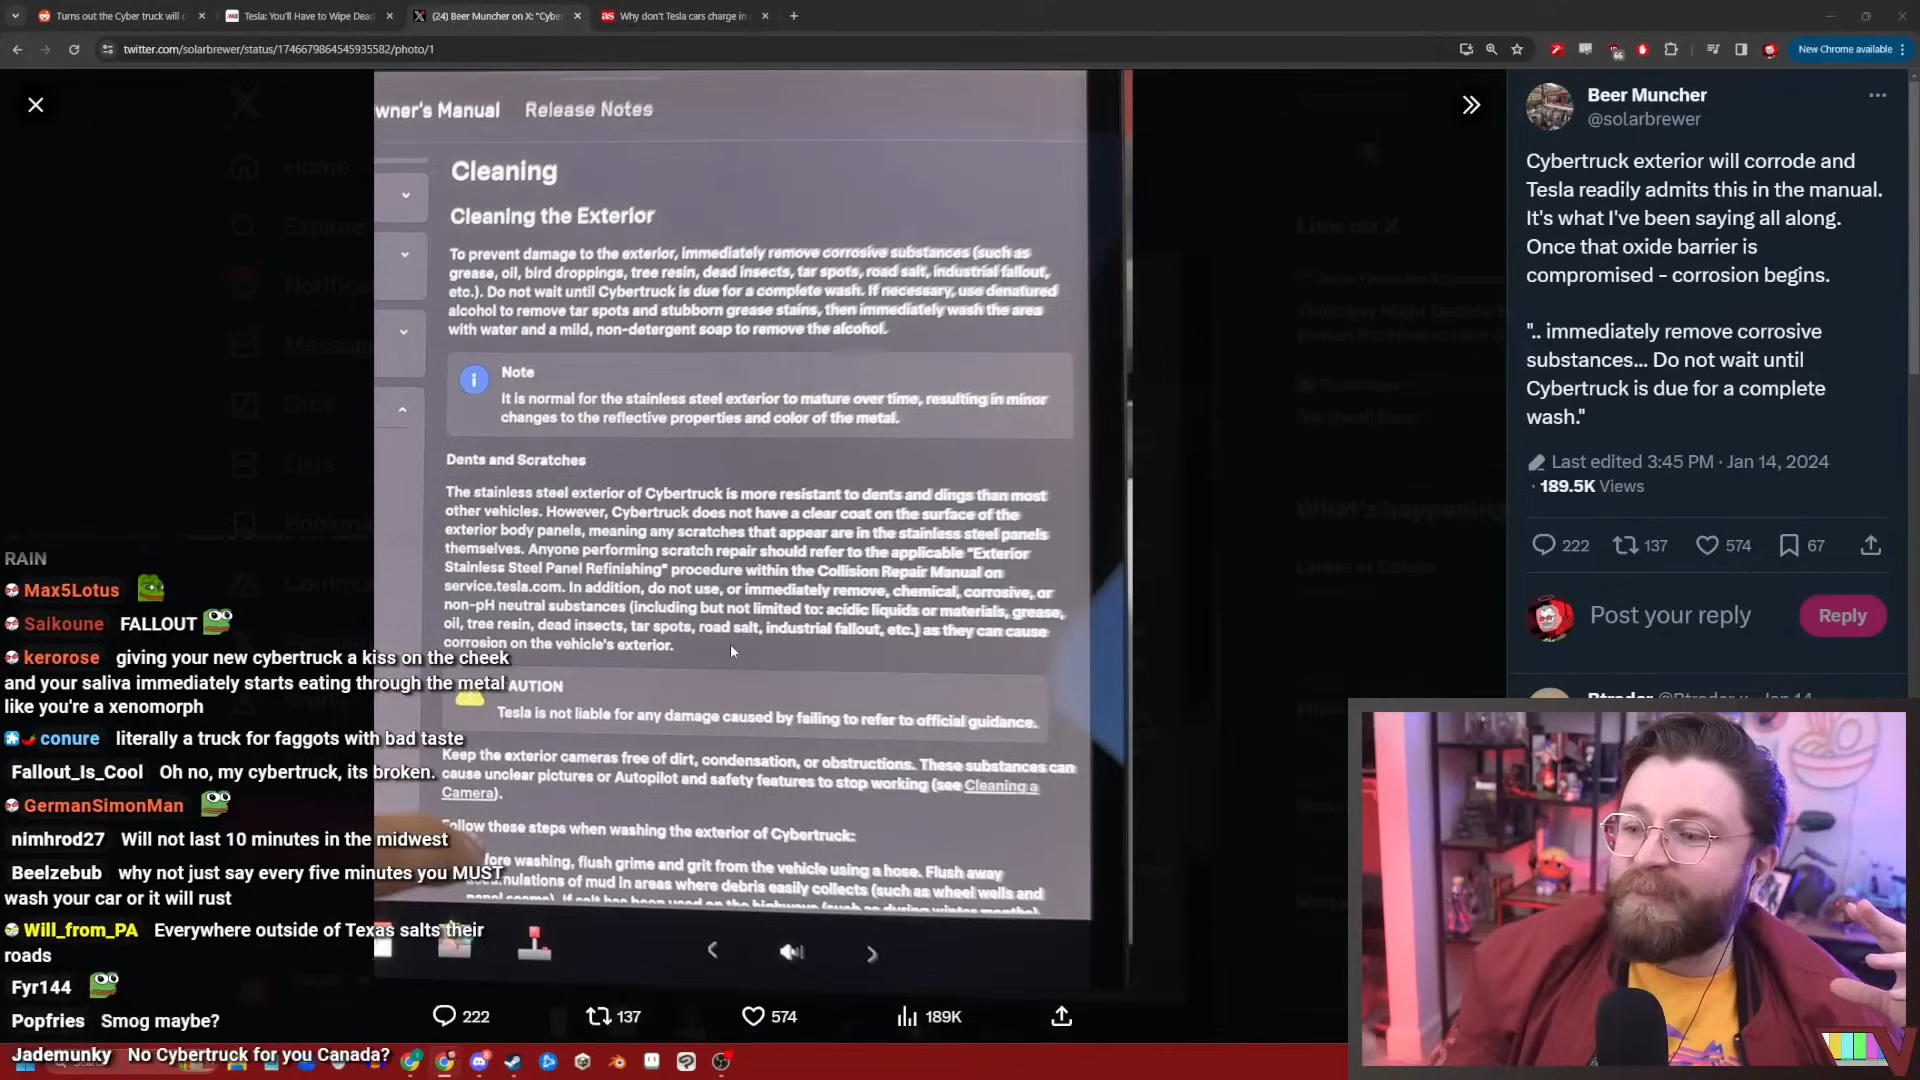 Turns out the Cyber truck will
Tesla: You'll Have to Wipe Dead
(24) Beer Muncher on X: "Cyber
Why don't Tesla cars charge in
twitter.com/solarbrewer/status/1746679864545935582/photo/1
New Chrome available
wner's Manual Release Notes
Cleaning
Cleaning the Exterior
To prevent damage to the exterior, immediately remove corrosive substances (such as
grease, oil, bird droppings, tree resin, dead insects, tar spots, road salt, industrial fallout,
etc.). Do not wait until Cybertruck is due for a complete wash. If necessary, use denatured
alcohol to remove tar spots and stubborn grease stains, then immediately wash the area
with water and a mild, non-detergent soap to remove the alcohol.
Note
It is normal for the stainless steel exterior to mature over time, resulting in minor
changes to the reflective properties and color of the metal.
Dents and Scratches
The stainless steel exterior of Cybertruck is more resistant to dents and dings than most
other vehicles. However, Cybertruck does not have a clear coat on the surface of the
exterior body panels, meaning any scratches that appear are in the stainless steel panels
themselves. Anyone performing scratch repair should refer to the applicable "Exterior
Stainless Steel Panel Refinishing" procedure within the Collision Repair Manual on
service.tesla.com. In addition, do not use, or immediately remove, chemical, corrosive, or
non-pH neutral substances (including but not limited to: acidic liquids or materials, grease,
oil, tree resin, dead insects, tar spots, road salt, industrial fallout, etc.) as they can cause
corrosion on the vehicle's exterior.
AUTION
Tesla is not liable for any damage caused by failing to refer to official guidance.
Keep the exterior cameras free of dirt, condensation, or obstructions. These substances can
cause unclear pictures or Autopilot and safety features to stop working (see Cleaning a
Camera).
Follow these steps when washing the exterior of Cybertruck:
fore washing, flush grime and grit from the vehicle using a hose. Flush away
nulations of mud in areas where debris easily collects (such as wheel wells and
panel seams). If salt has been used on the highways (such as during winter months)
222 137 574 189K
Beer Muncher
@solarbrewer
Cybertruck exterior will corrode and
Tesla readily admits this in the manual.
It's what I've been saying all along.
Once that oxide barrier is
compromised - corrosion begins.
".. immediately remove corrosive
substances... Do not wait until
Cybertruck is due for a complete
wash."
Last edited 3:45 PM · Jan 14, 2024
· 189.5K Views
222 137 574 67
Post your reply Reply
RAIN
Max5Lotus
Saikoune FALLOUT
kerorose giving your new cybertruck a kiss on the cheek
and your saliva immediately starts eating through the metal
like you're a xenomorph
conure literally a truck for faggots with bad taste
Fallout_Is_Cool Oh no, my cybertruck, its broken.
GermanSimonMan
nimhrod27 Will not last 10 minutes in the midwest
Beelzebub why not just say every five minutes you MUST
wash your car or it will rust
Will_from_PA Everywhere outside of Texas salts their
roads
Fyr144
Popfries Smog maybe?
Jademunky No Cybertruck for you Canada?